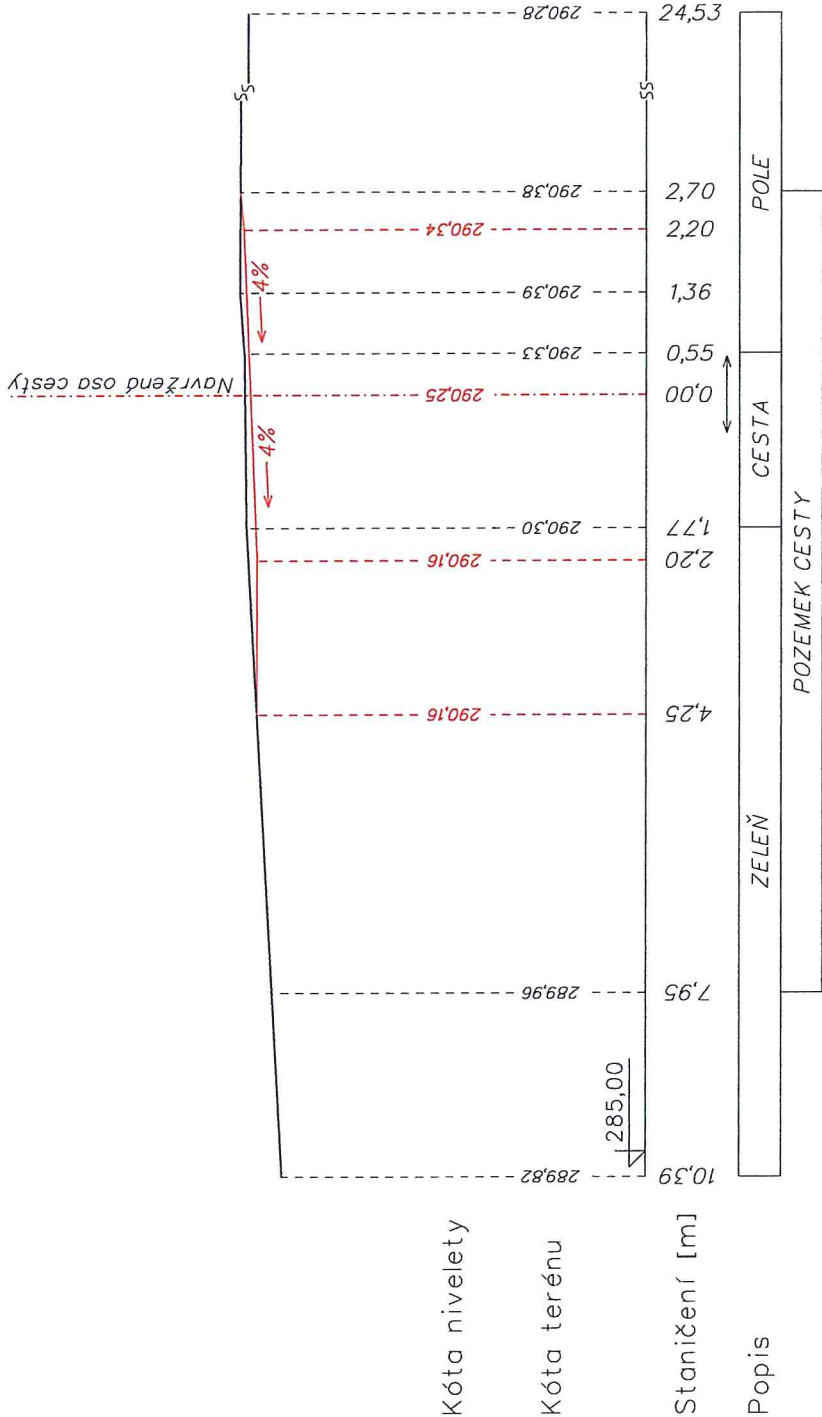 Navržená osa cesty
4%
4%
Kóta nivelety
290,16
290,16
290,25
290,34
Kóta terénu
289,82
289,96
290,30
290,33
290,39
290,38
290,28
285,00
Staničení [m]
10,39
7,95
4,25
2,20
1,77
0,00
0,55
1,36
2,20
2,70
24,53
Popis
ZELEŇ
CESTA
POLE
POZEMEK CESTY